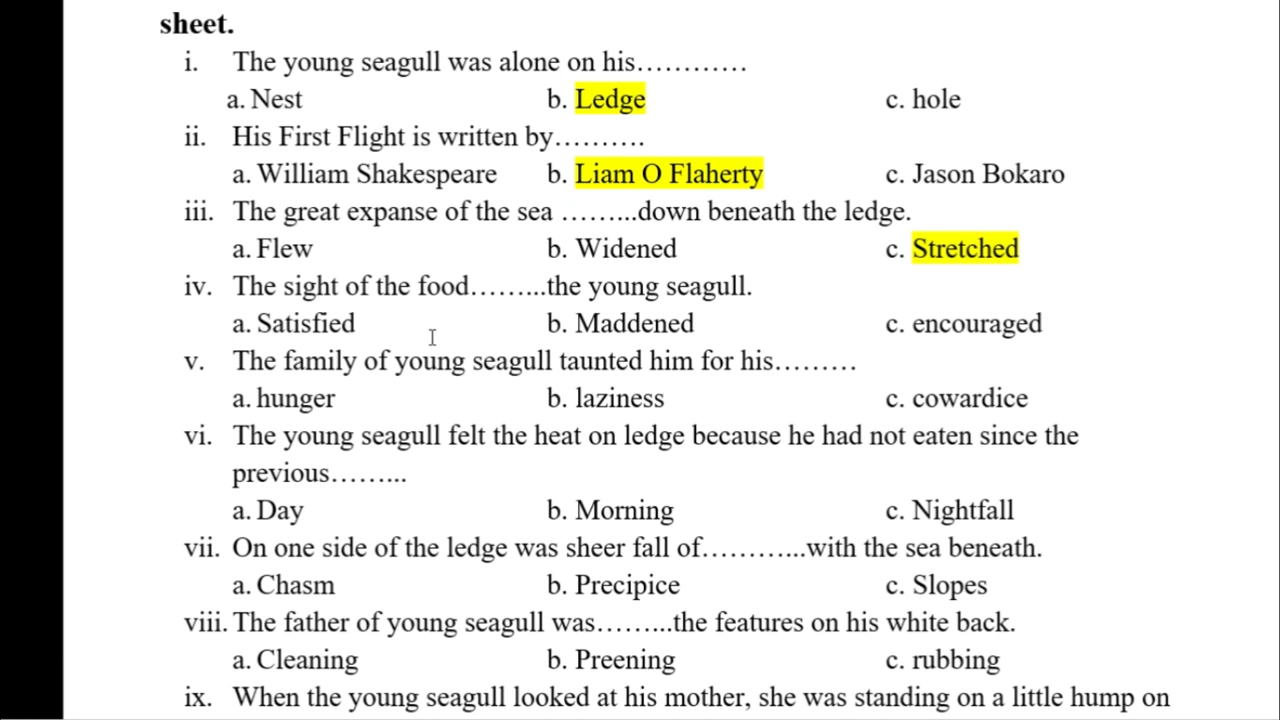 sheet.
i. The young seagull was alone on his…………
a. Nest b. Ledge c. hole
ii. His First Flight is written by……….
a. William Shakespeare b. Liam O Flaherty c. Jason Bokaro
iii. The great expanse of the sea ……...down beneath the ledge.
a. Flew b. Widened c. Stretched
iv. The sight of the food……...the young seagull.
a. Satisfied b. Maddened c. encouraged
v. The family of young seagull taunted him for his………
a. hunger b. laziness c. cowardice
vi. The young seagull felt the heat on ledge because he had not eaten since the
previous……...
a. Day b. Morning c. Nightfall
vii. On one side of the ledge was sheer fall of………...with the sea beneath.
a. Chasm b. Precipice c. Slopes
viii. The father of young seagull was……...the features on his white back.
a. Cleaning b. Preening c. rubbing
ix. When the young seagull looked at his mother, she was standing on a little hump on